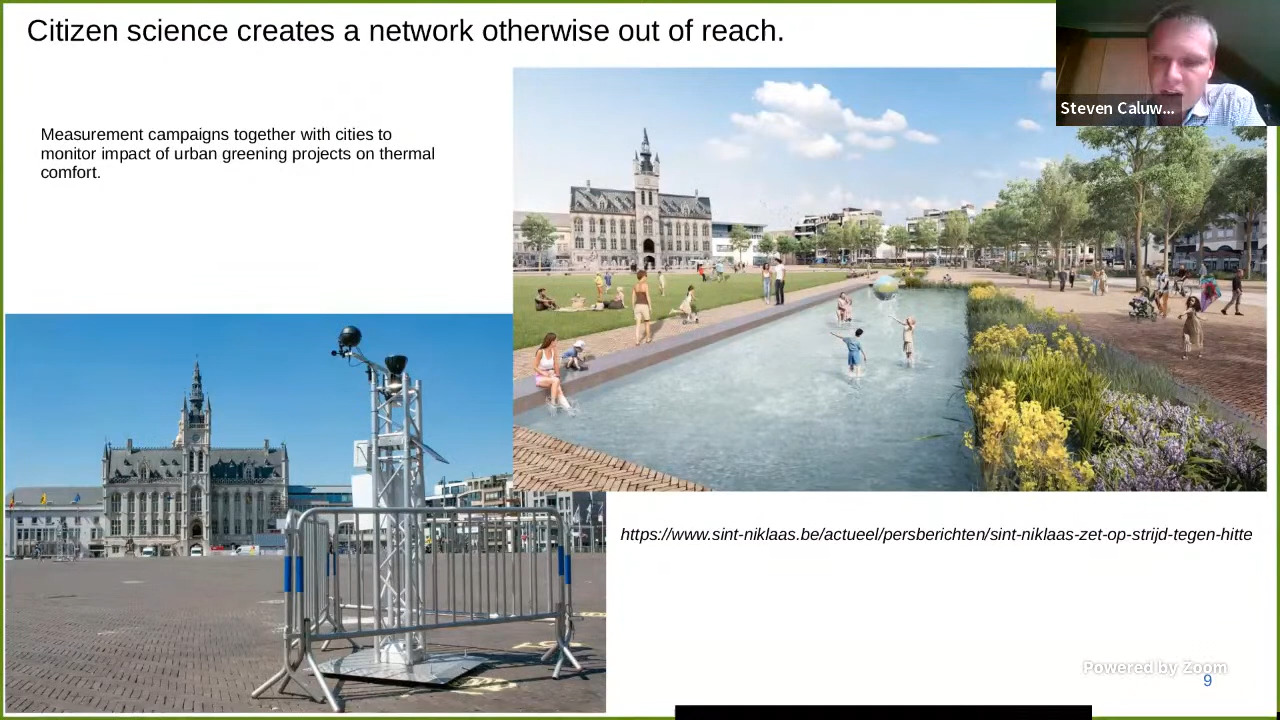 Citizen science creates a network otherwise out of reach.
Steven Caluw...
Measurement campaigns together with cities to
monitor impact of urban greening projects on thermal
comfort.
https://www.sint-niklaas.be/actueel/persberichten/sint-niklaas-zet-op-strijd-tegen-hitte
Powered by Zoom
9